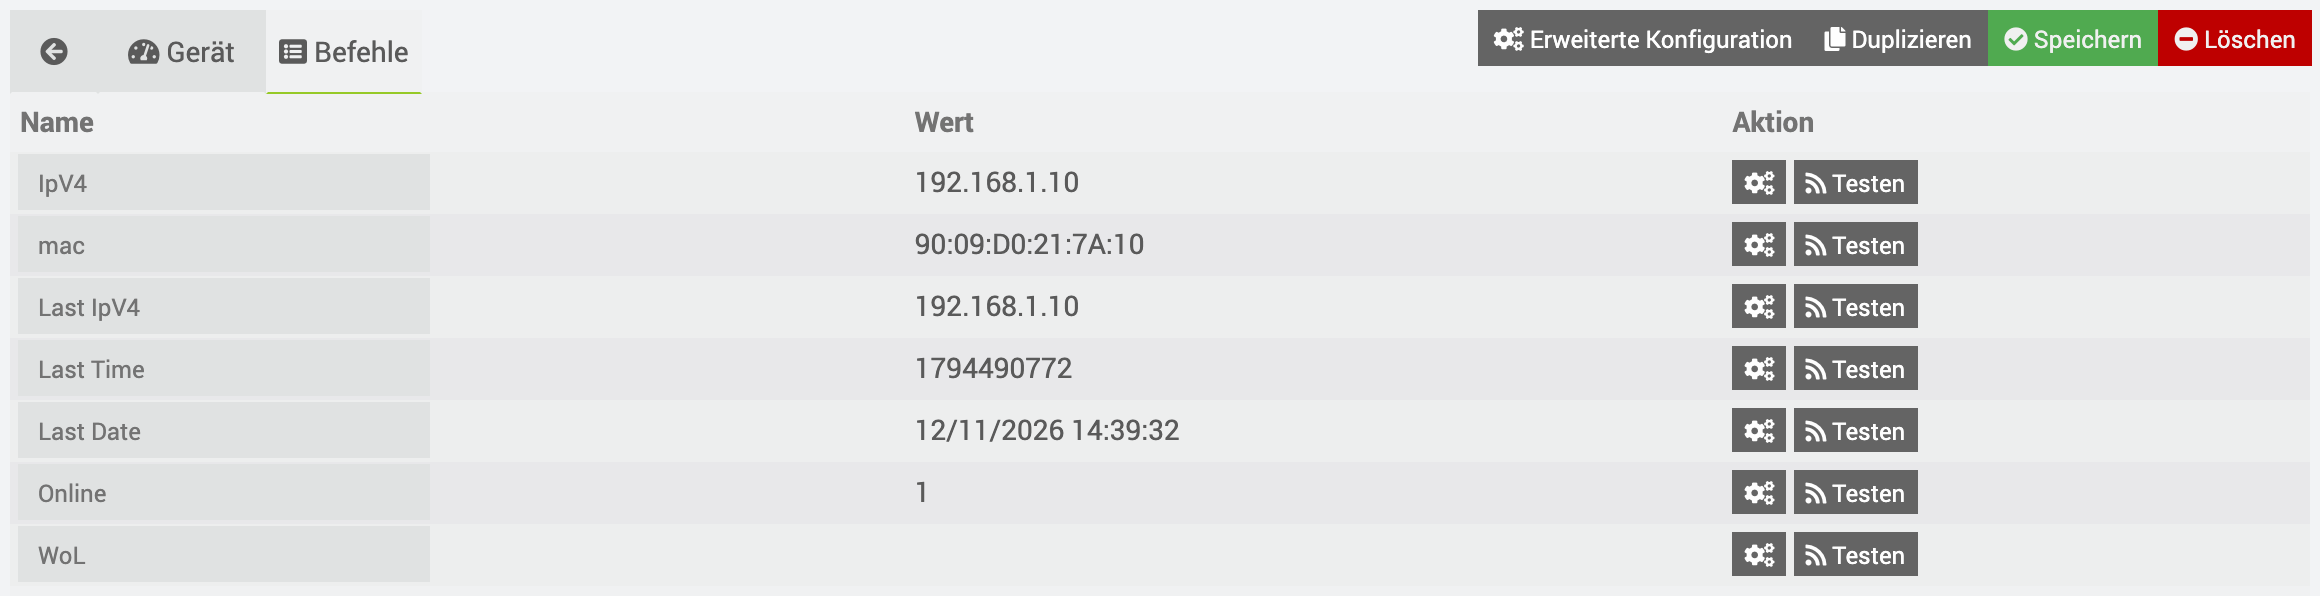 Gerät Befehle Erweiterte Konfiguration Duplizieren Speichern Löschen
Name Wert Aktion
IpV4 192.168.1.10 Testen
mac 90:09:D0:21:7A:10 Testen
Last IpV4 192.168.1.10 Testen
Last Time 1794490772 Testen
Last Date 12/11/2026 14:39:32 Testen
Online 1 Testen
WoL Testen